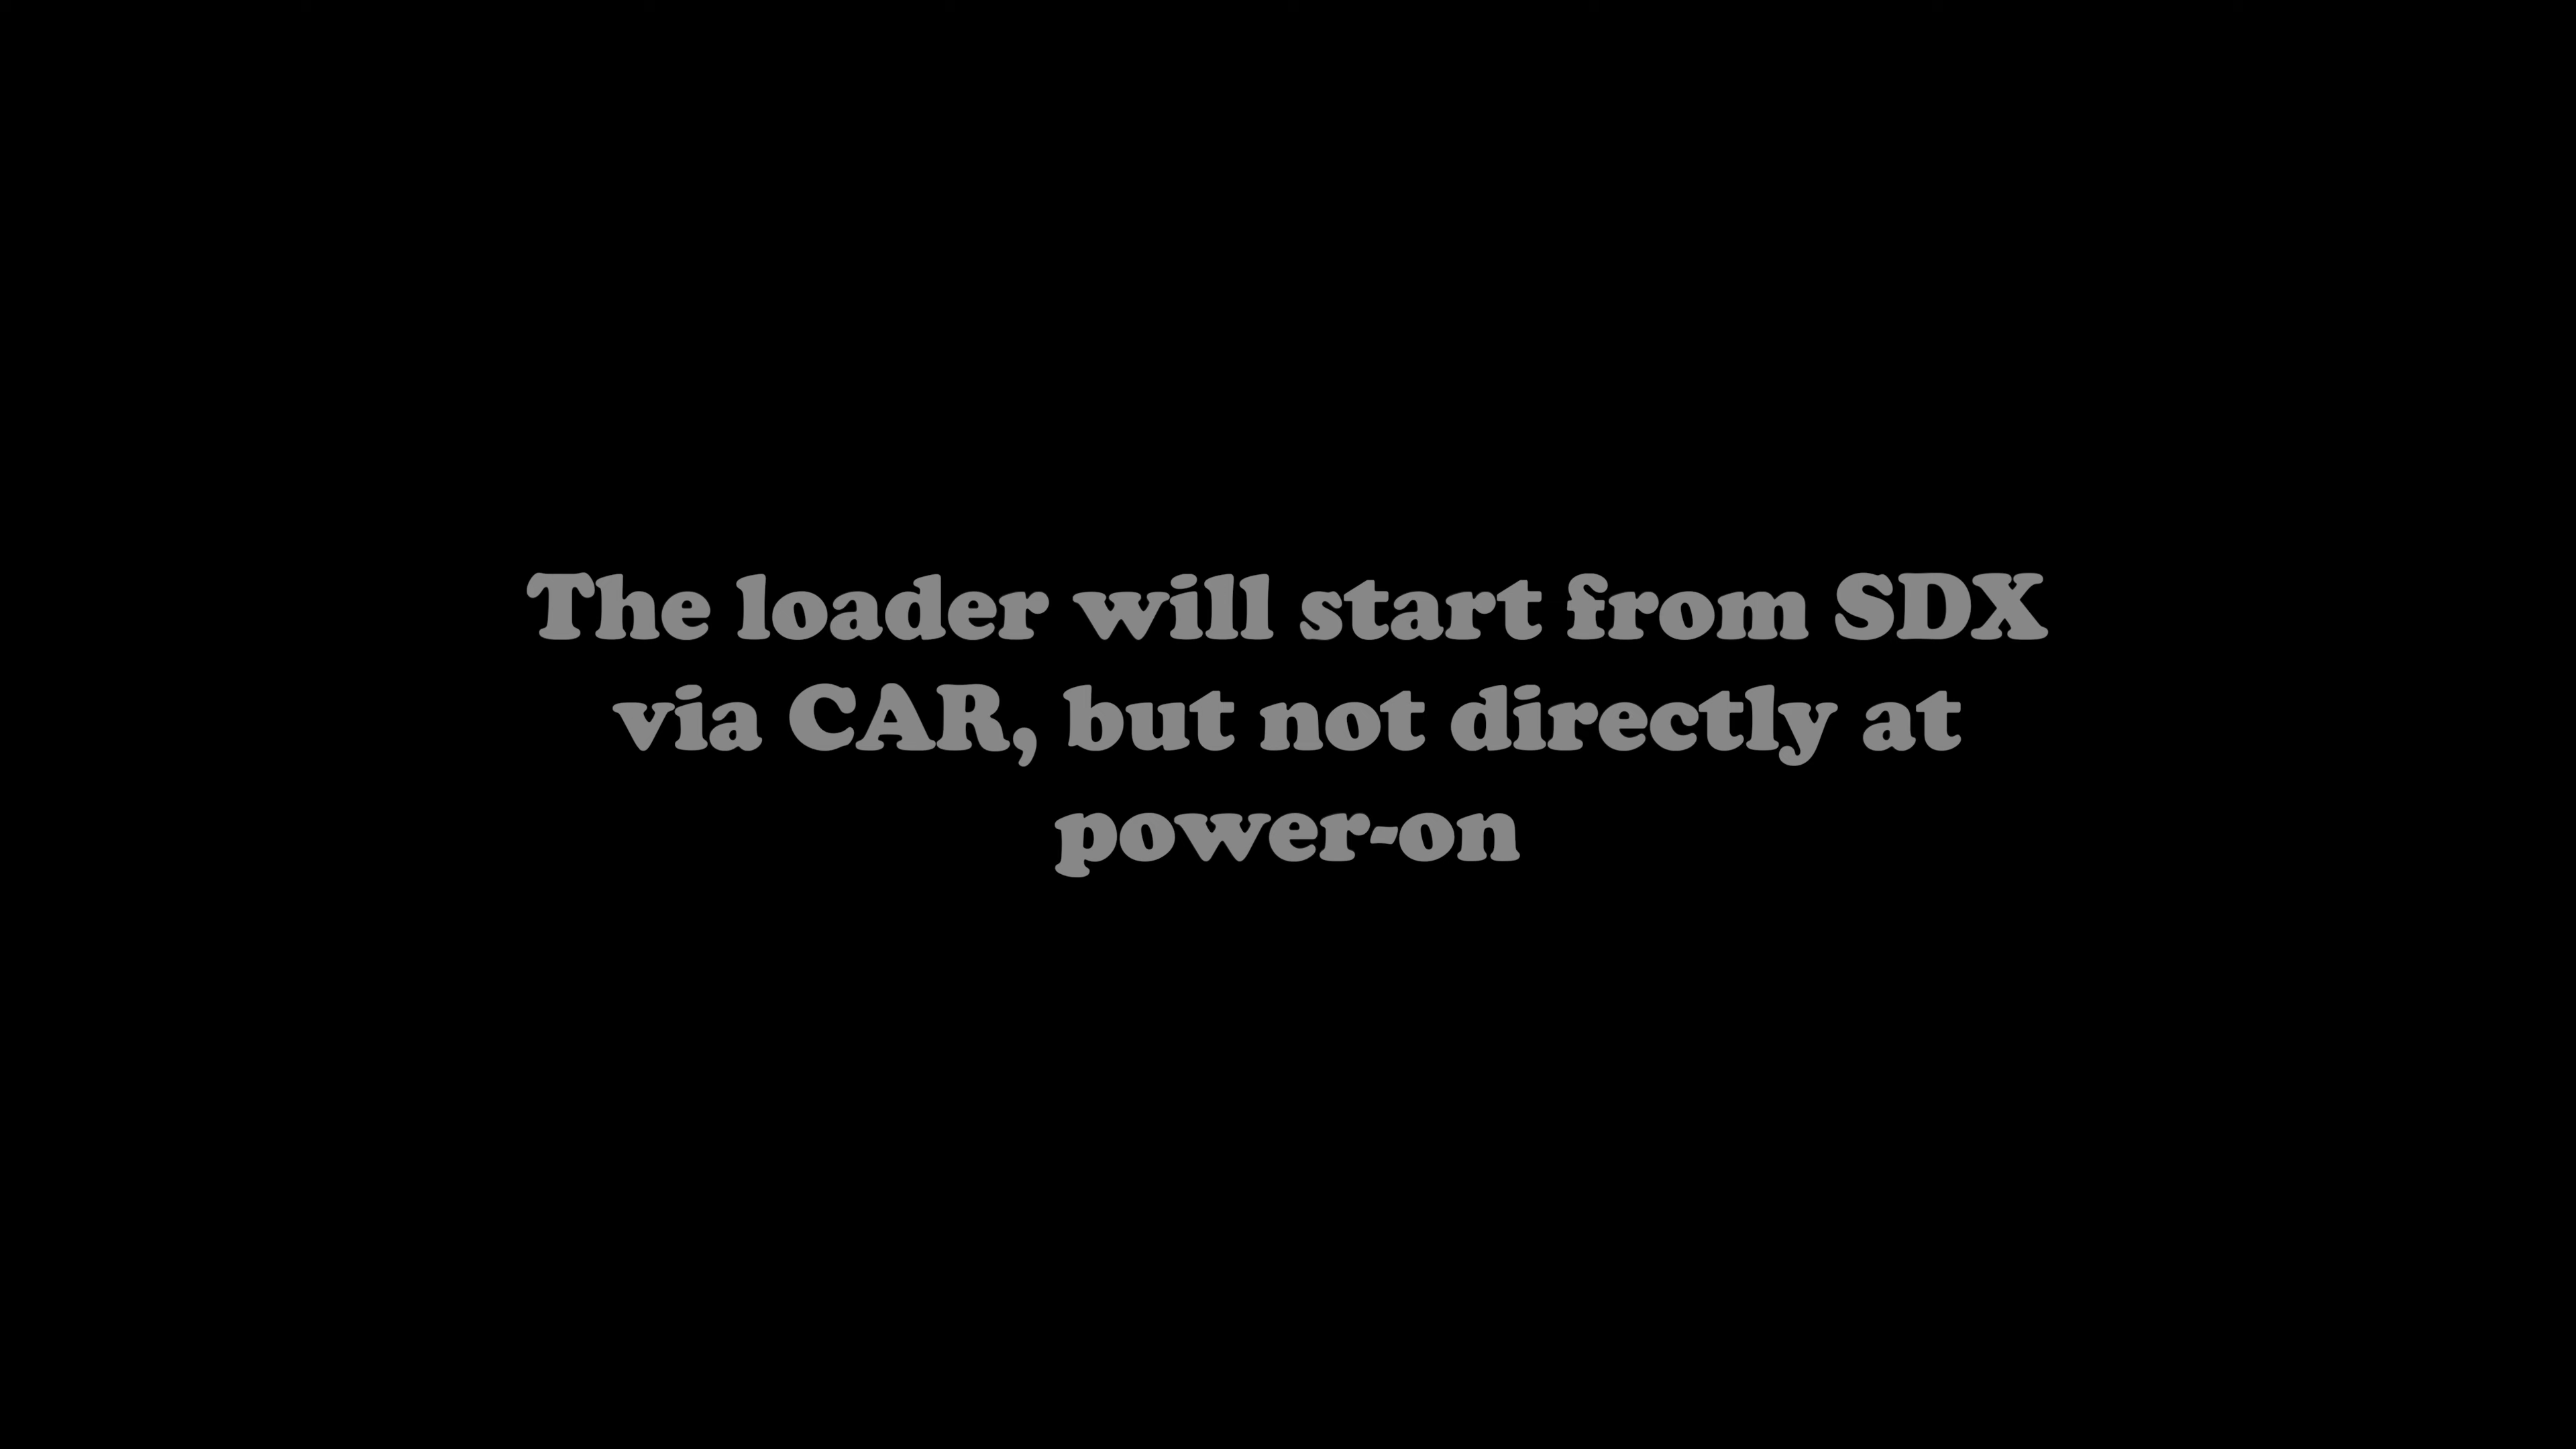 The loader will start from SDX
via CAR, but not directly at
power-on